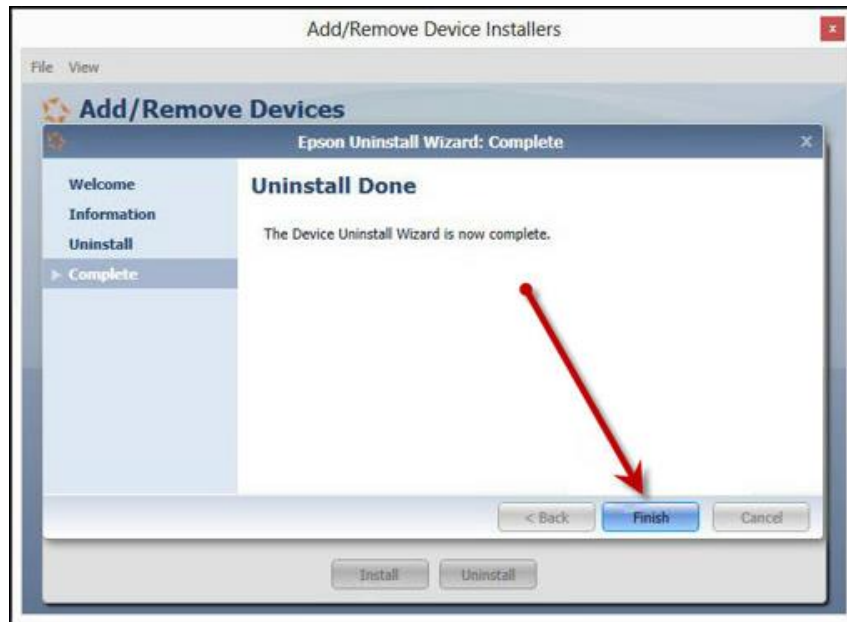 Add/Remove Device Installers
x
File View
Add/Remove Devices
Epson Uninstall Wizard: Complete
x
Welcome
Information
Uninstall
Complete
Uninstall Done
The Device Uninstall Wizard is now complete.
< Back Finish Cancel
Install Uninstall